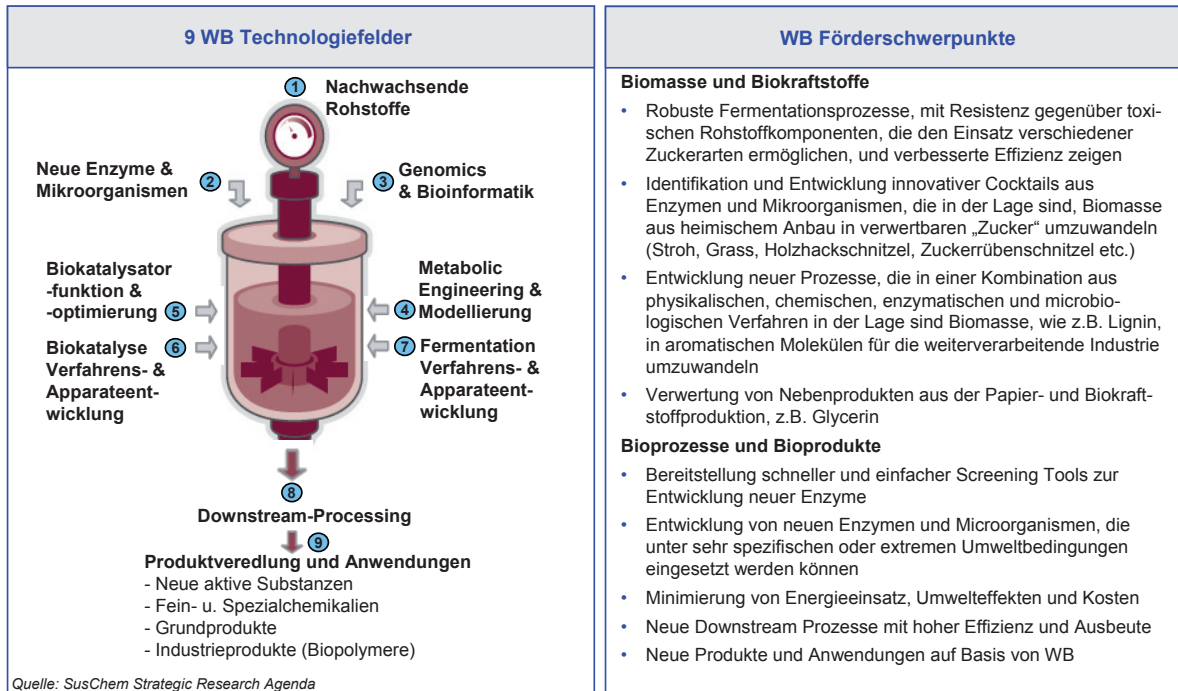 9 WB Technologiefelder
1
Nachwachsende
Rohstoffe
Neue Enzyme &
Mikroorganismen
2
3
Genomics
& Bioinformatik
Biokatalysator
-funktion &
-optimierung
5
Metabolic
Engineering &
Modellierung
4
Biokatalyse
Verfahrens- &
Apparateent-
wicklung
6
7
Fermentation
Verfahrens- &
Apparateent-
wicklung
8
Downstream-Processing
9
Produktveredlung und Anwendungen
- Neue aktive Substanzen
- Fein- u. Spezialchemikalien
- Grundprodukte
- Industrieprodukte (Biopolymere)
Quelle: SusChem Strategic Research Agenda
WB Förderschwerpunkte
Biomasse und Biokraftstoffe
• Robuste Fermentationsprozesse, mit Resistenz gegenüber toxi-
schen Rohstoffkomponenten, die den Einsatz verschiedener
Zuckerarten ermöglichen, und verbesserte Effizienz zeigen
• Identifikation und Entwicklung innovativer Cocktails aus
Enzymen und Mikroorganismen, die in der Lage sind, Biomasse
aus heimischem Anbau in verwertbaren „Zucker“ umzuwandeln
(Stroh, Grass, Holzhackschnitzel, Zuckerrübenschnitzel etc.)
• Entwicklung neuer Prozesse, die in einer Kombination aus
physikalischen, chemischen, enzymatischen und microbio-
logischen Verfahren in der Lage sind Biomasse, wie z.B. Lignin,
in aromatischen Molekülen für die weiterverarbeitende Industrie
umzuwandeln
• Verwertung von Nebenprodukten aus der Papier- und Biokraft-
stoffproduktion, z.B. Glycerin
Bioprozesse und Bioprodukte
• Bereitstellung schneller und einfacher Screening Tools zur
Entwicklung neuer Enzyme
• Entwicklung von neuen Enzymen und Microorganismen, die
unter sehr spezifischen oder extremen Umweltbedingungen
eingesetzt werden können
• Minimierung von Energieeinsatz, Umwelteffekten und Kosten
• Neue Downstream Prozesse mit hoher Effizienz und Ausbeute
• Neue Produkte und Anwendungen auf Basis von WB